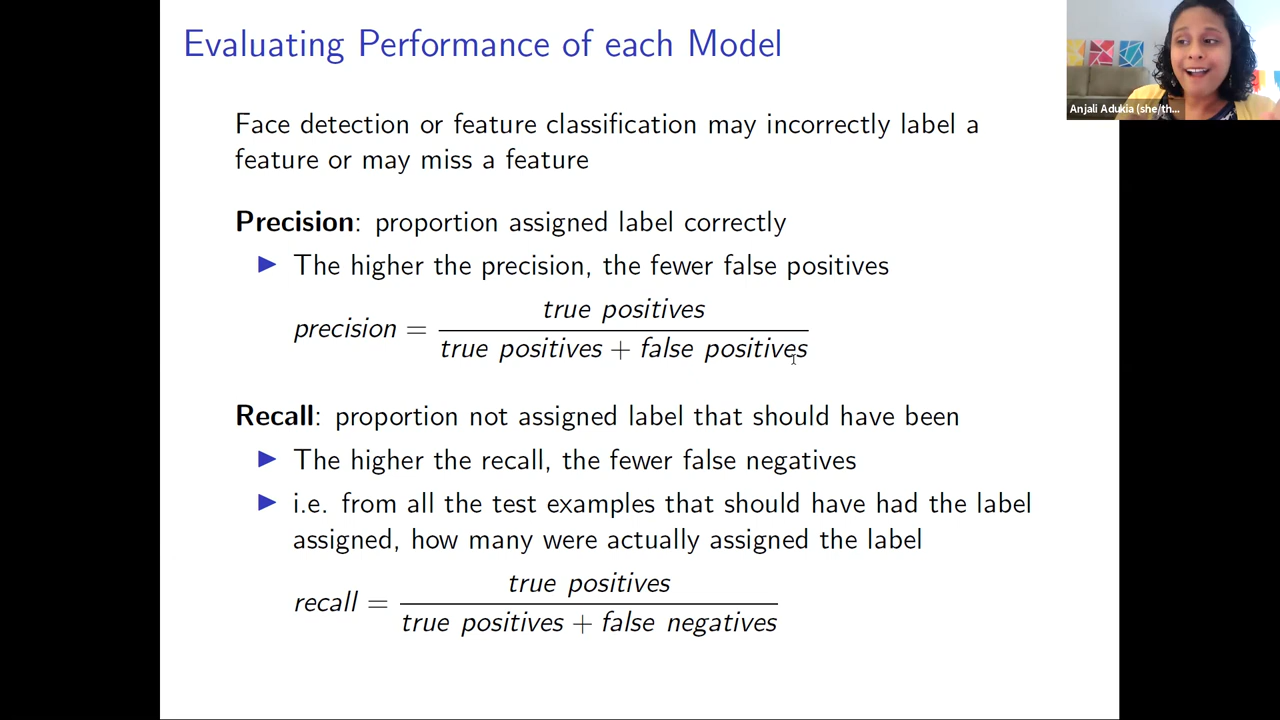 Evaluating Performance of each Model
Anjali Adukia (she/th...
Face detection or feature classification may incorrectly label a
feature or may miss a feature
Precision: proportion assigned label correctly
▶ The higher the precision, the fewer false positives
precision = true positives / true positives + false positives
Recall: proportion not assigned label that should have been
▶ The higher the recall, the fewer false negatives
▶ i.e. from all the test examples that should have had the label
assigned, how many were actually assigned the label
recall = true positives / true positives + false negatives